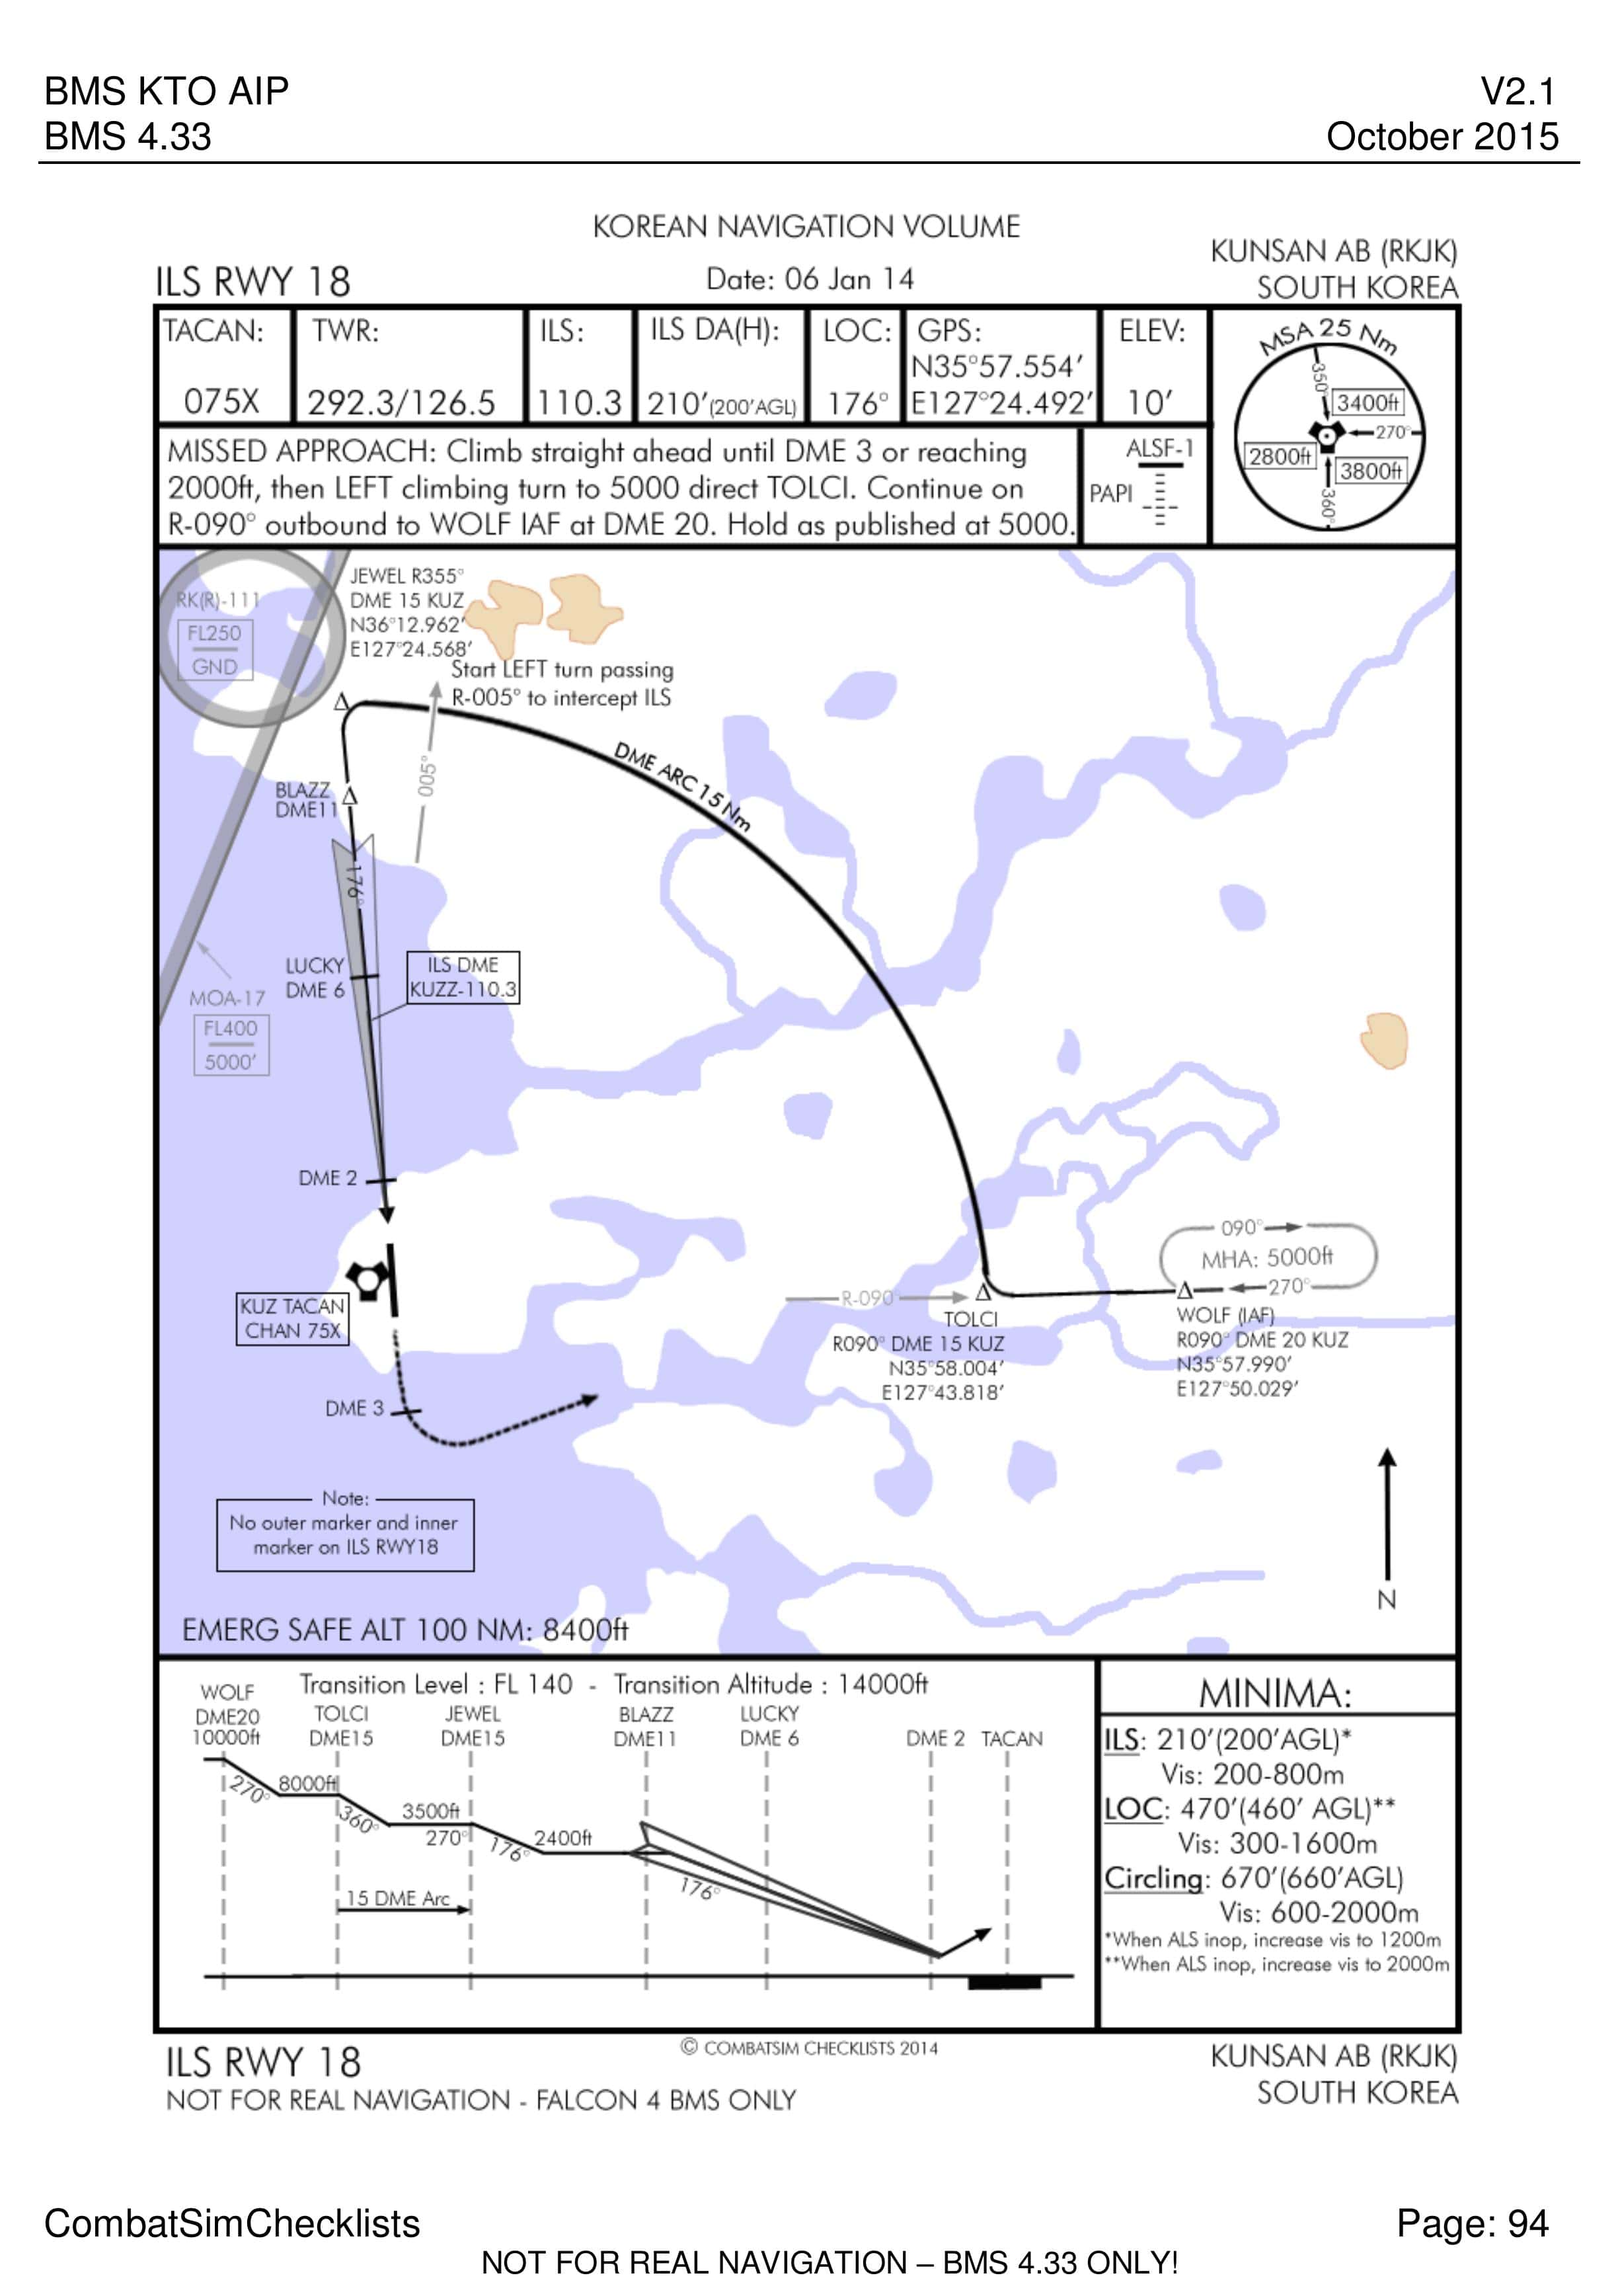 BMS KTO AIP
V2.1
BMS 4.33
October 2015
KOREAN NAVIGATION VOLUME
ILS RWY 18
Date: 06 Jan 14
KUNSAN AB (RKJK)
SOUTH KOREA
TACAN:
075X
TWR:
292.3/126.5
ILS:
110.3
ILS DA(H):
210'(200'AGL)
LOC:
176°
GPS:
N35°57.554'
E127°24.492'
ELEV:
10'
MSA 25 Nm
350°
3400ft
270°
2800ft
3800ft
360°
MISSED APPROACH: Climb straight ahead until DME 3 or reaching
2000ft, then LEFT climbing turn to 5000 direct TOLCI. Continue on
R-090° outbound to WOLF IAF at DME 20. Hold as published at 5000.
ALSF-1
PAPI
RK(R)-111
FL250
GND
JEWEL R355°
DME 15 KUZ
N36°12.962'
E127°24.568'
Start LEFT turn passing
R-005° to intercept ILS
005°
DME ARC 15 Nm
BLAZZ
DME11
176°
LUCKY
DME 6
ILS DME
KUZZ-110.3
MOA-17
FL400
5000'
DME 2
KUZ TACAN
CHAN 75X
DME 3
R-090°
TOLCI
R090° DME 15 KUZ
N35°58.004'
E127°43.818'
090°
MHA: 5000ft
270°
WOLF (IAF)
R090° DME 20 KUZ
N35°57.990'
E127°50.029'
Note:
No outer marker and inner
marker on ILS RWY18
N
EMERG SAFE ALT 100 NM: 8400ft
Transition Level : FL 140 - Transition Altitude : 14000ft
WOLF
DME20
10000ft
TOLCI
DME15
JEWEL
DME15
BLAZZ
DME11
LUCKY
DME 6
DME 2
TACAN
270°
8000ft
360°
3500ft
270°
176°
2400ft
176°
15 DME Arc
MINIMA:
ILS: 210'(200'AGL)*
Vis: 200-800m
LOC: 470'(460' AGL)**
Vis: 300-1600m
Circling: 670'(660'AGL)
Vis: 600-2000m
*When ALS inop, increase vis to 1200m
**When ALS inop, increase vis to 2000m
© COMBATSIM CHECKLISTS 2014
ILS RWY 18
NOT FOR REAL NAVIGATION - FALCON 4 BMS ONLY
KUNSAN AB (RKJK)
SOUTH KOREA
CombatSimChecklists
Page: 94
NOT FOR REAL NAVIGATION – BMS 4.33 ONLY!